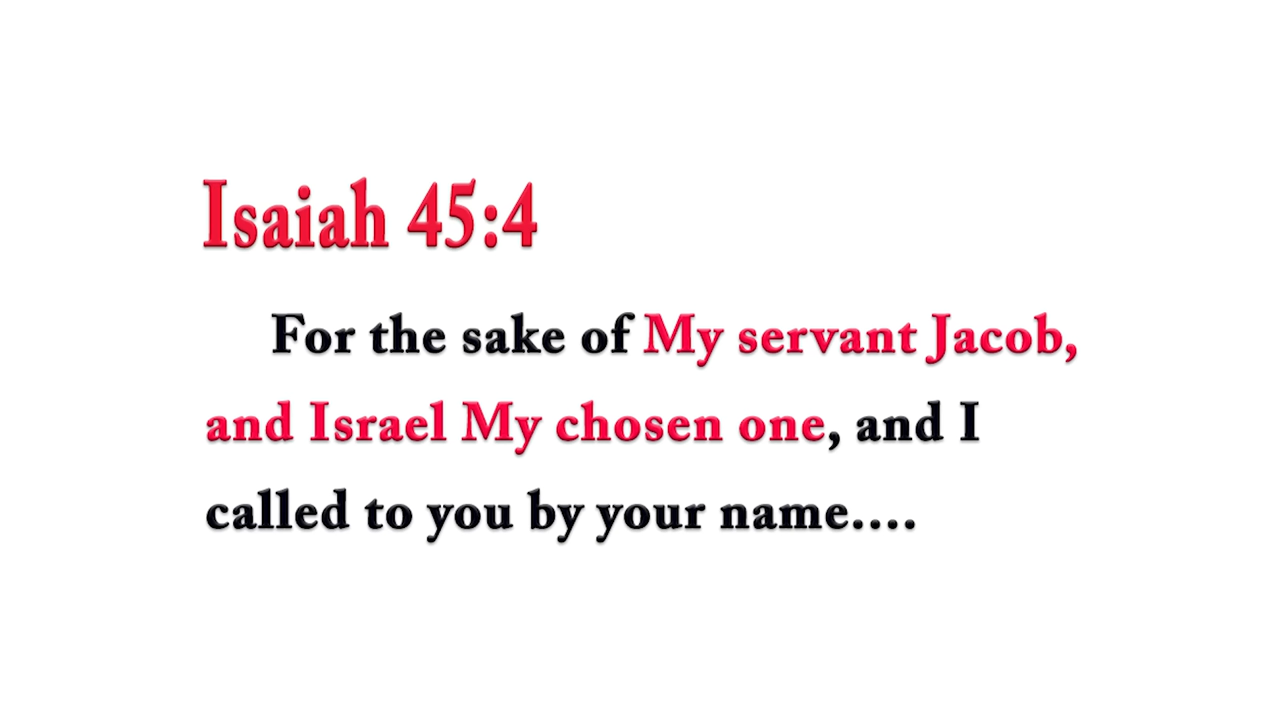 Isaiah 45:4
For the sake of My servant Jacob,
and Israel My chosen one, and I
called to you by your name....